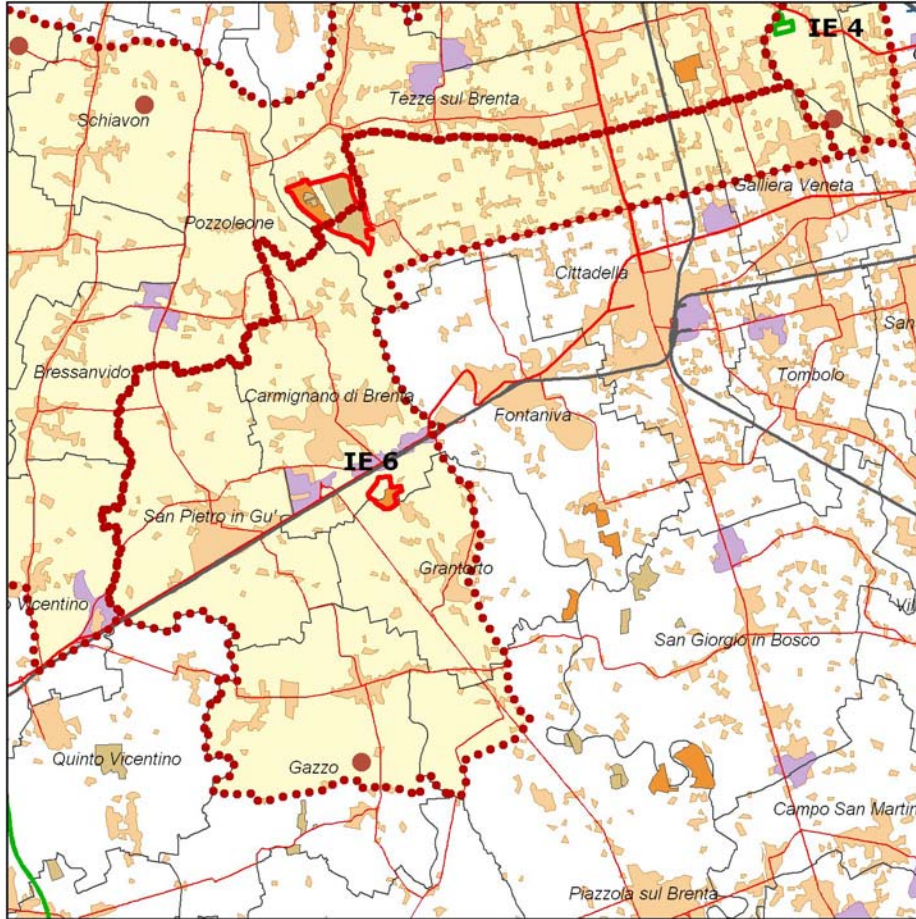 IE 4
Tezze sul Brenta
Schiavon
Galliera Veneta
Pozzoleone
Cittadella
San
Bressanvido
Tombolo
Carmignano di Brenta
Fontaniva
IE 6
San Pietro in Gu'
Grantorto
o Vicentino
Vil
San Giorgio in Bosco
Quinto Vicentino
Gazzo
Campo San Martin
Piazzola sul Brenta